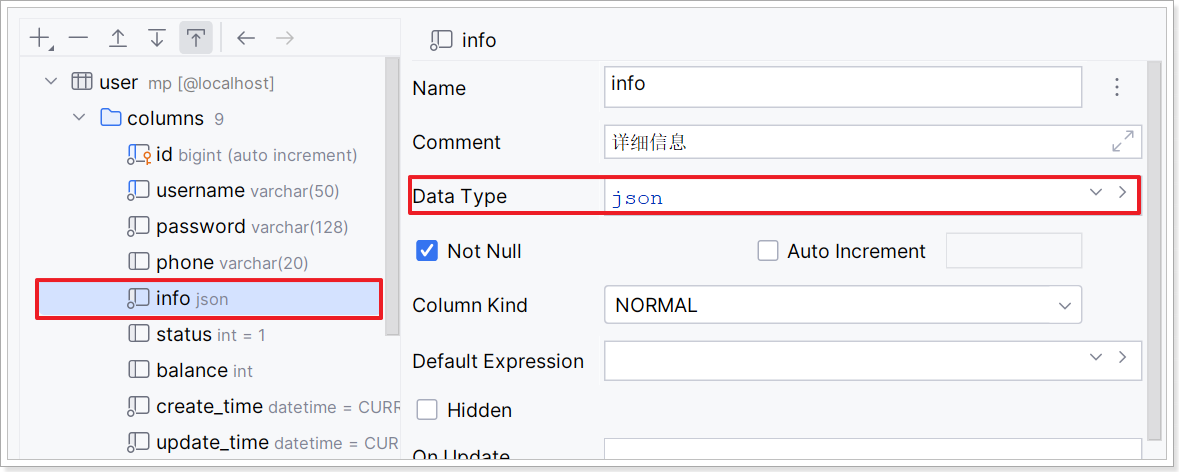 user mp [@localhost]
columns 9
id bigint (auto increment)
username varchar(50)
password varchar(128)
phone varchar(20)
info json
status int = 1
balance int
create_time datetime = CURR
update_time datetime = CURR
info
Name info
Comment 详细信息
Data Type json
Not Null Auto Increment
Column Kind NORMAL
Default Expression
Hidden
On Update